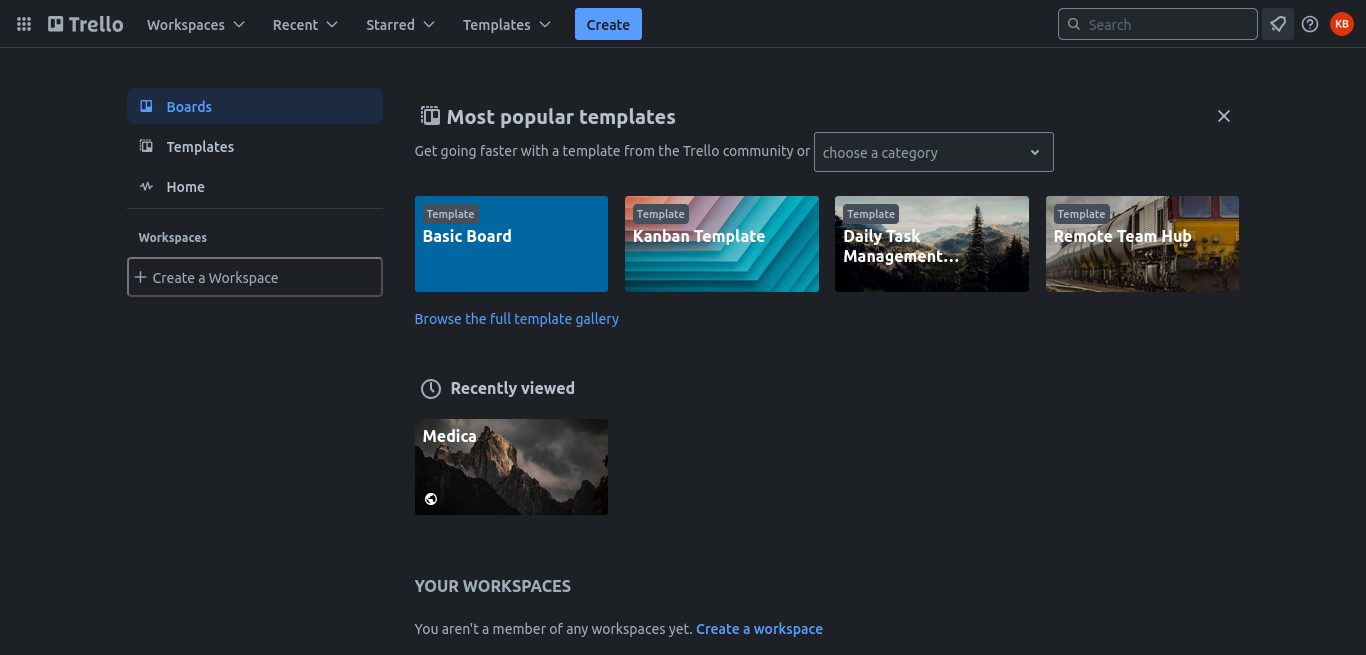 Trello
Workspaces
Recent
Starred
Templates
Create
Search
KB
Boards
Templates
Home
Workspaces
Create a Workspace
Most popular templates
Get going faster with a template from the Trello community or choose a category
Template
Basic Board
Template
Kanban Template
Template
Daily Task
Management...
Template
Remote Team Hub
Browse the full template gallery
Recently viewed
Medica
YOUR WORKSPACES
You aren't a member of any workspaces yet. Create a workspace